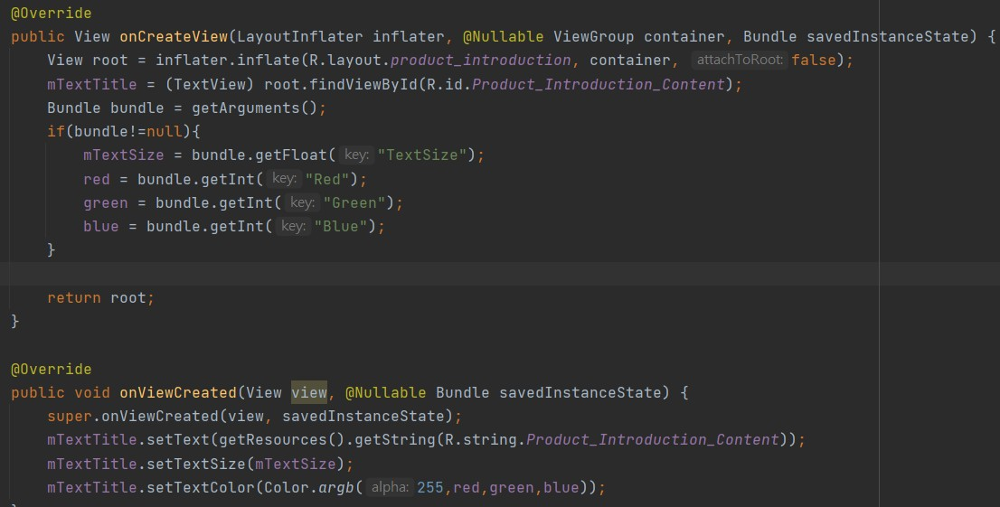 @Override
public View onCreateView(LayoutInflater inflater, @Nullable ViewGroup container, Bundle savedInstanceState) {
View root = inflater.inflate(R.layout.product_introduction, container, attachToRoot: false);
mTextTitle = (TextView) root.findViewById(R.id.Product_Introduction_Content);
Bundle bundle = getArguments();
if(bundle!=null){
mTextSize = bundle.getFloat( key: "TextSize");
red = bundle.getInt( key: "Red");
green = bundle.getInt( key: "Green");
blue = bundle.getInt( key: "Blue");
}
return root;
}
@Override
public void onViewCreated(View view, @Nullable Bundle savedInstanceState) {
super.onViewCreated(view, savedInstanceState);
mTextTitle.setText(getResources().getString(R.string.Product_Introduction_Content));
mTextTitle.setTextSize(mTextSize);
mTextTitle.setTextColor(Color.argb( alpha: 255,red,green,blue));